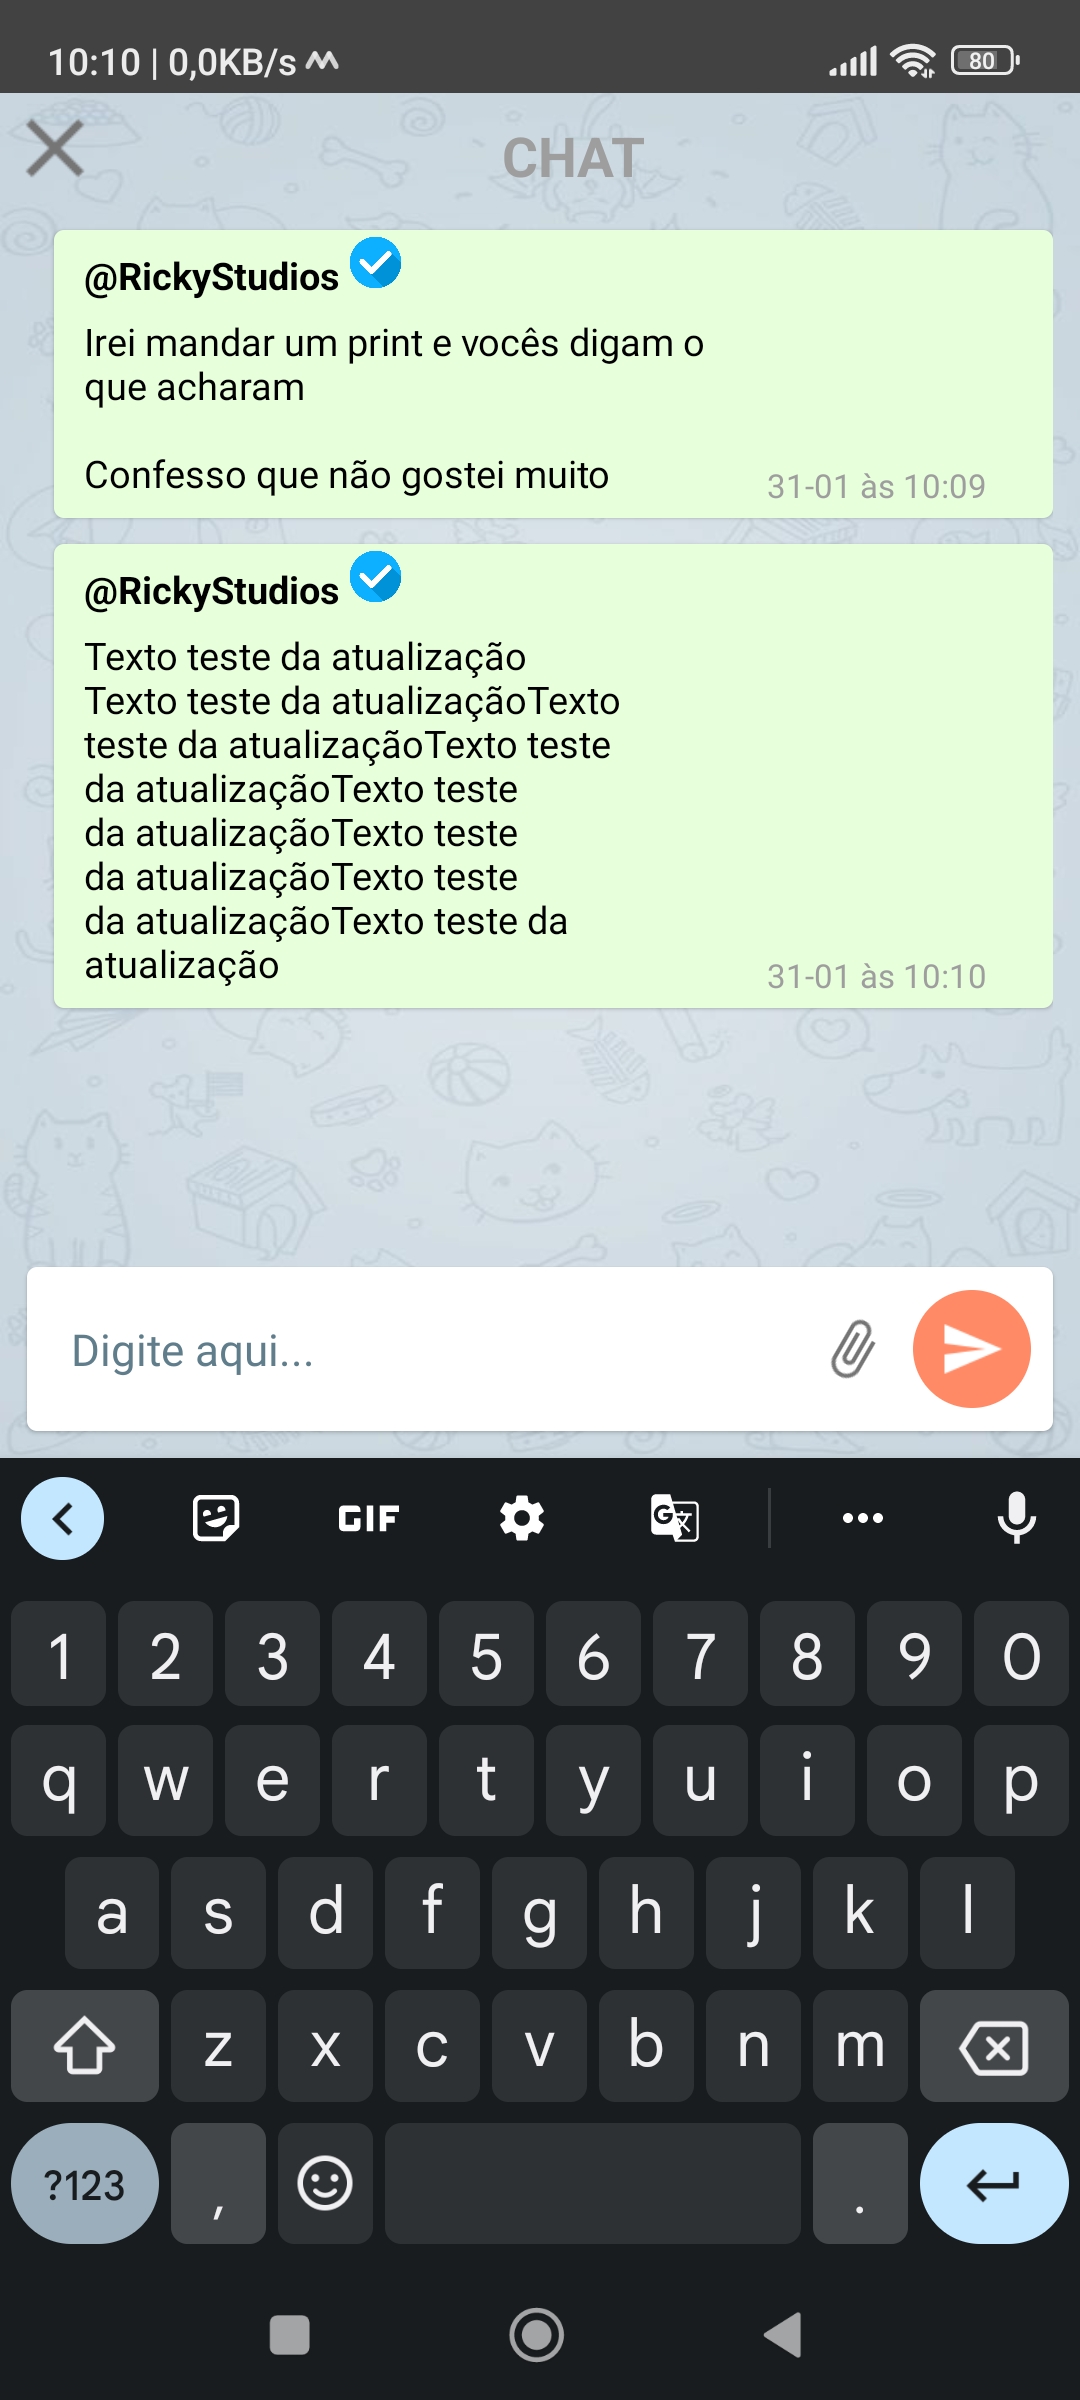 10:10 | 0,0KB/s
80
CHAT
@RickyStudios
Irei mandar um print e vocês digam o
que acharam
Confesso que não gostei muito
31-01 às 10:09
@RickyStudios
Texto teste da atualização
Texto teste da atualizaçãoTexto
teste da atualizaçãoTexto teste
da atualizaçãoTexto teste
da atualizaçãoTexto teste
da atualizaçãoTexto teste
da atualizaçãoTexto teste da
atualização
31-01 às 10:10
Digite aqui...
GIF
G文
1 2 3 4 5 6 7 8 9 0
q w e r t y u i o p
a s d f g h j k l
z x c v b n m
?123 , .